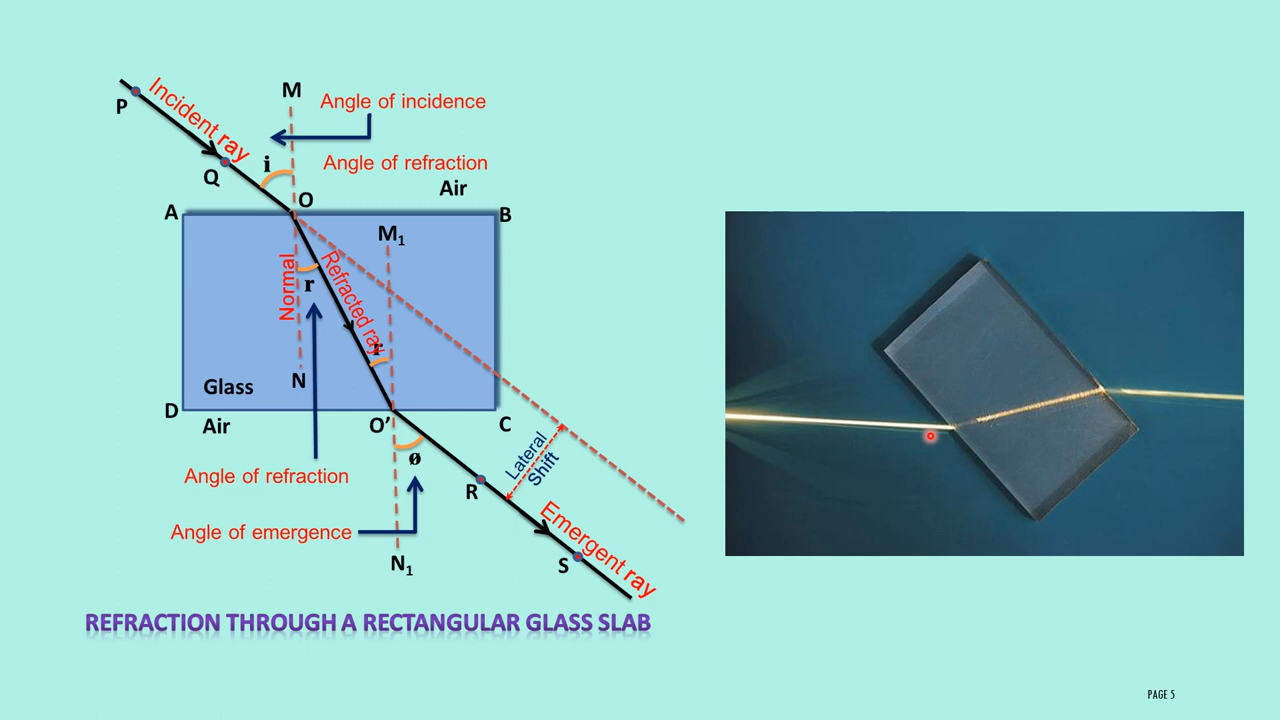 M
Incident ray
Angle of incidence
P
i
Angle of refraction
Q
Air
O
A
B
M1
Normal
Refracted ray
r
i
N
Glass
D
O’
C
Air
Lateral
Shift
ø
Angle of refraction
R
Angle of emergence
Emergent ray
N1
S
REFRACTION THROUGH A RECTANGULAR GLASS SLAB
PAGE 5